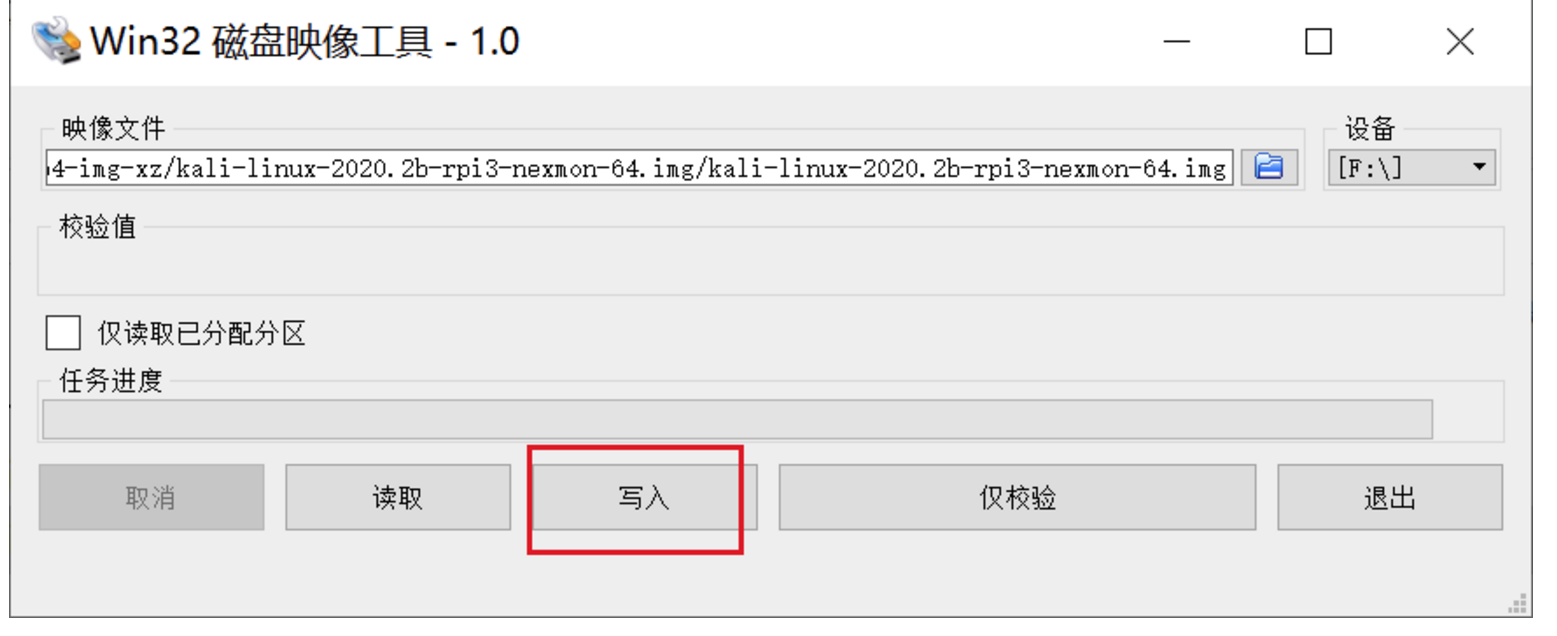 Win32 磁盘映像工具 - 1.0
映像文件
设备
4-img-xz/kali-linux-2020.2b-rpi3-nexmon-64.img/kali-linux-2020.2b-rpi3-nexmon-64.img
[F:\]
校验值
仅读取已分配分区
任务进度
取消
读取
写入
仅校验
退出